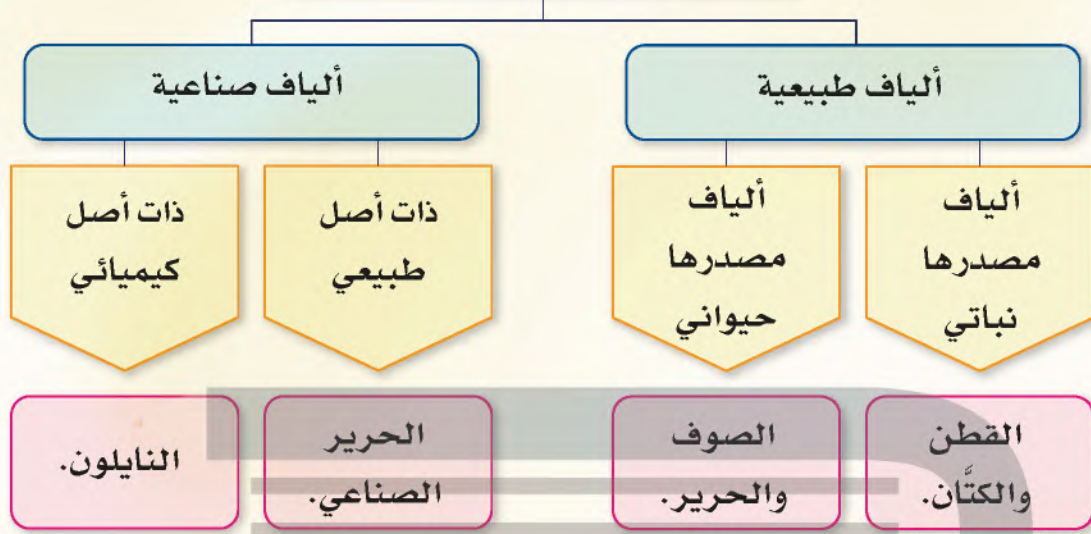 ألياف طبيعية
ألياف صناعية
ألياف
مصدرها
نباتي
ألياف
مصدرها
حيواني
ذات أصل
طبيعي
ذات أصل
كيميائي
القطن
والكتَّان.
الصوف
والحرير.
الحرير
الصناعي.
النايلون.